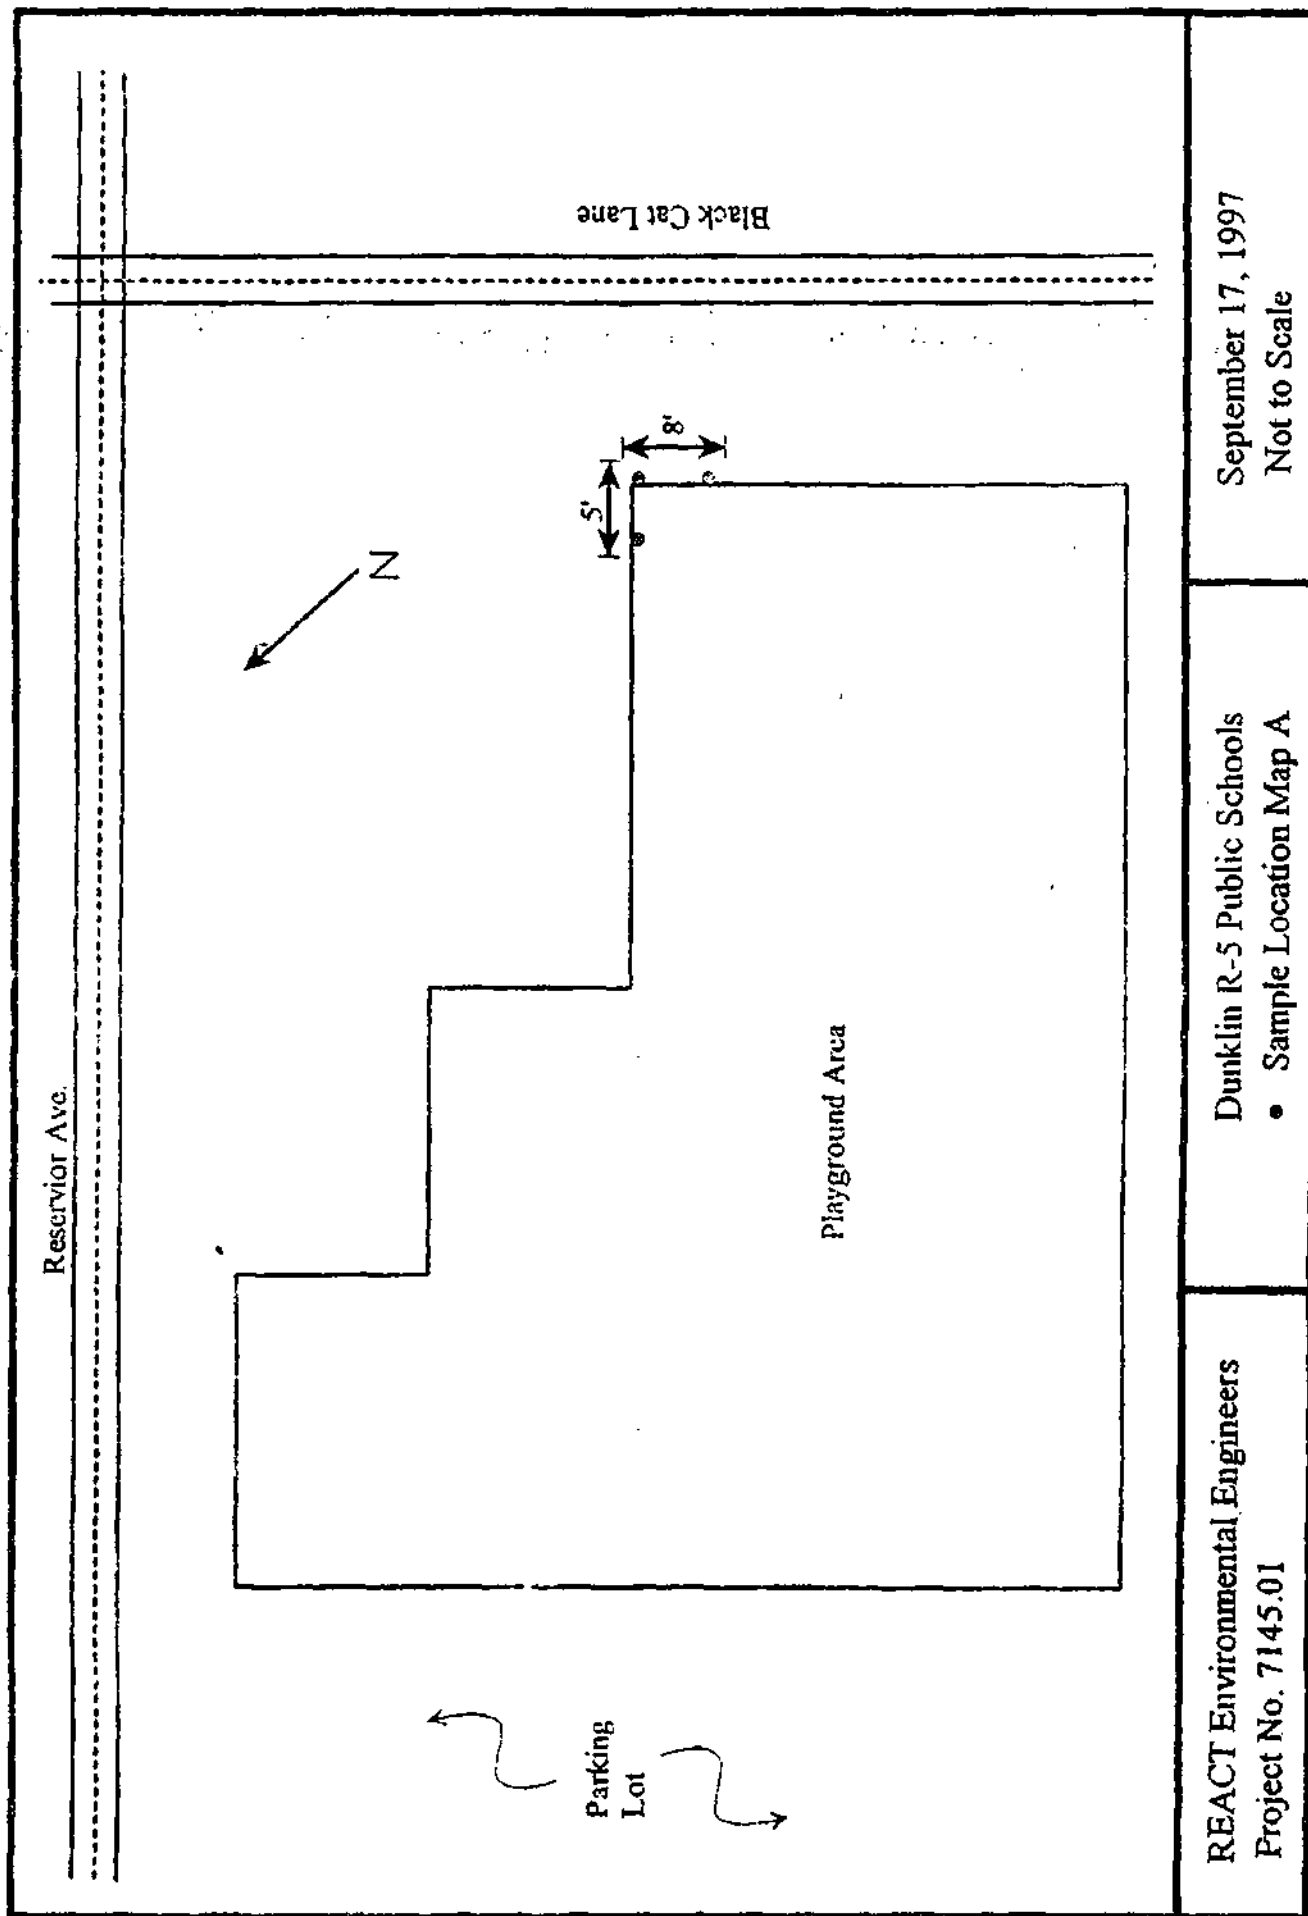 Reservior Ave.
Black Cat Lane
N
5'
8'
Playground Area
Parking
Lot
REACT Environmental Engineers
Project No. 7145.01
Dunklin R-5 Public Schools
• Sample Location Map A
September 17, 1997
Not to Scale